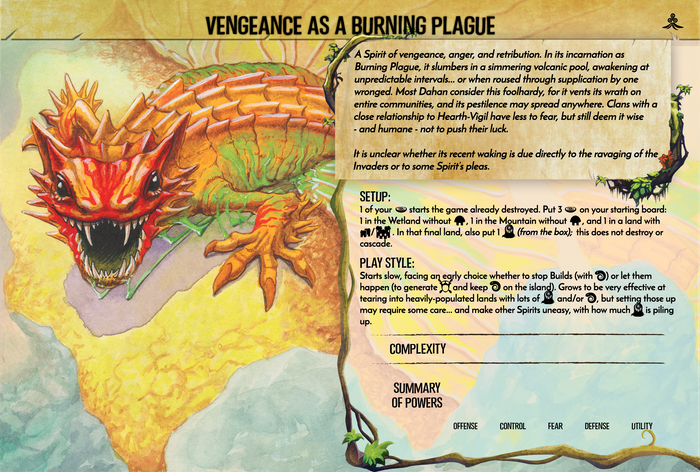 VENGEANCE AS A BURNING PLAGUE
A Spirit of vengeance, anger, and retribution. In its incarnation as
Burning Plague, it slumbers in a simmering volcanic pool, awakening at
unpredictable intervals... or when roused through supplication by one
wronged. Most Dahan consider this foolhardy, for it vents its wrath on
entire communities, and its pestilence may spread anywhere. Clans with a
close relationship to Hearth-Vigil have less to fear, but still deem it wise
- and humane - not to push their luck.
It is unclear whether its recent waking is due directly to the ravaging of the
Invaders or to some Spirit's pleas.
SETUP:
1 of your starts the game already destroyed. Put 3 on your starting board:
1 in the Wetland without , 1 in the Mountain without , and 1 in a land with
/ . In that final land, also put 1 (from the box); this does not destroy or
cascade.
PLAY STYLE:
Starts slow, facing an early choice whether to stop Builds (with ) or let them
happen (to generate and keep on the island). Grows to be very effective at
tearing into heavily-populated lands with lots of and/or , but setting those up
may require some care... and make other Spirits uneasy, with how much is piling
up.
COMPLEXITY
SUMMARY
OF POWERS
OFFENSE CONTROL FEAR DEFENSE UTILITY